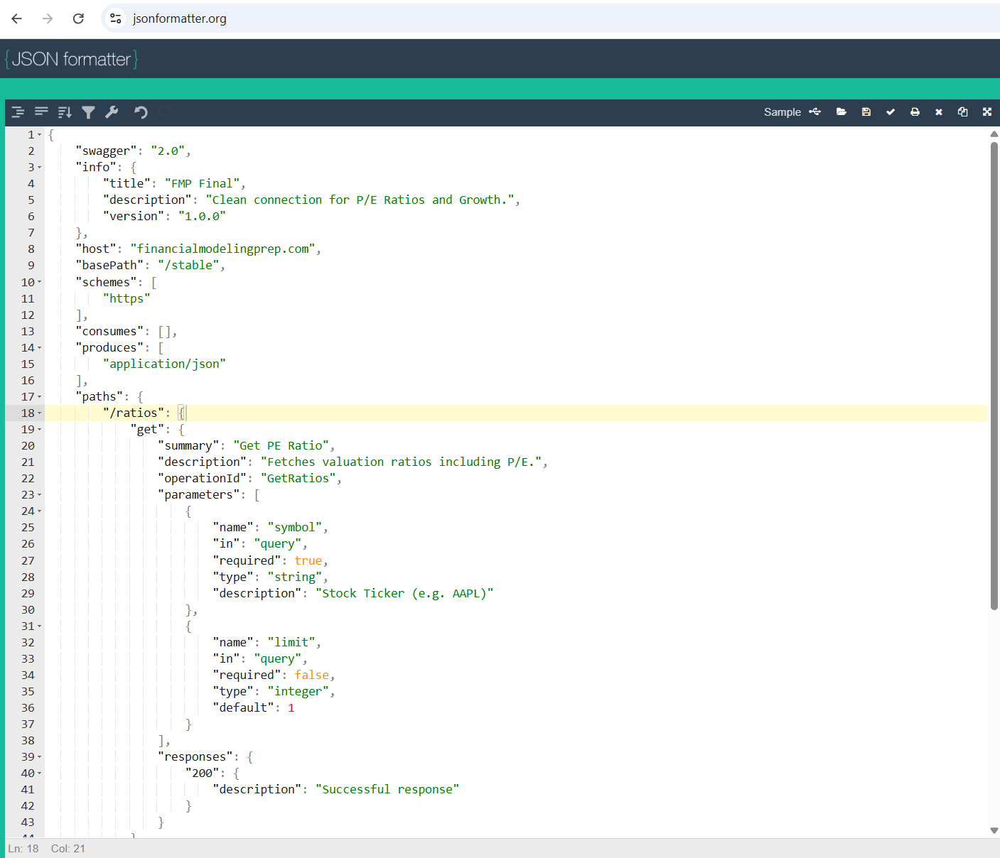 jsonformatter.org
{JSON formatter}
Sample
1 {
2 "swagger": "2.0",
3 "info": {
4 "title": "FMP Final",
5 "description": "Clean connection for P/E Ratios and Growth.",
6 "version": "1.0.0"
7 },
8 "host": "financialmodelingprep.com",
9 "basePath": "/stable",
10 "schemes": [
11 "https"
12 ],
13 "consumes": [],
14 "produces": [
15 "application/json"
16 ],
17 "paths": {
18 "/ratios": {
19 "get": {
20 "summary": "Get PE Ratio",
21 "description": "Fetches valuation ratios including P/E.",
22 "operationId": "GetRatios",
23 "parameters": [
24 {
25 "name": "symbol",
26 "in": "query",
27 "required": true,
28 "type": "string",
29 "description": "Stock Ticker (e.g. AAPL)"
30 },
31 {
32 "name": "limit",
33 "in": "query",
34 "required": false,
35 "type": "integer",
36 "default": 1
37 }
38 ],
39 "responses": {
40 "200": {
41 "description": "Successful response"
42 }
43 }
44 }
Ln: 18 Col: 21